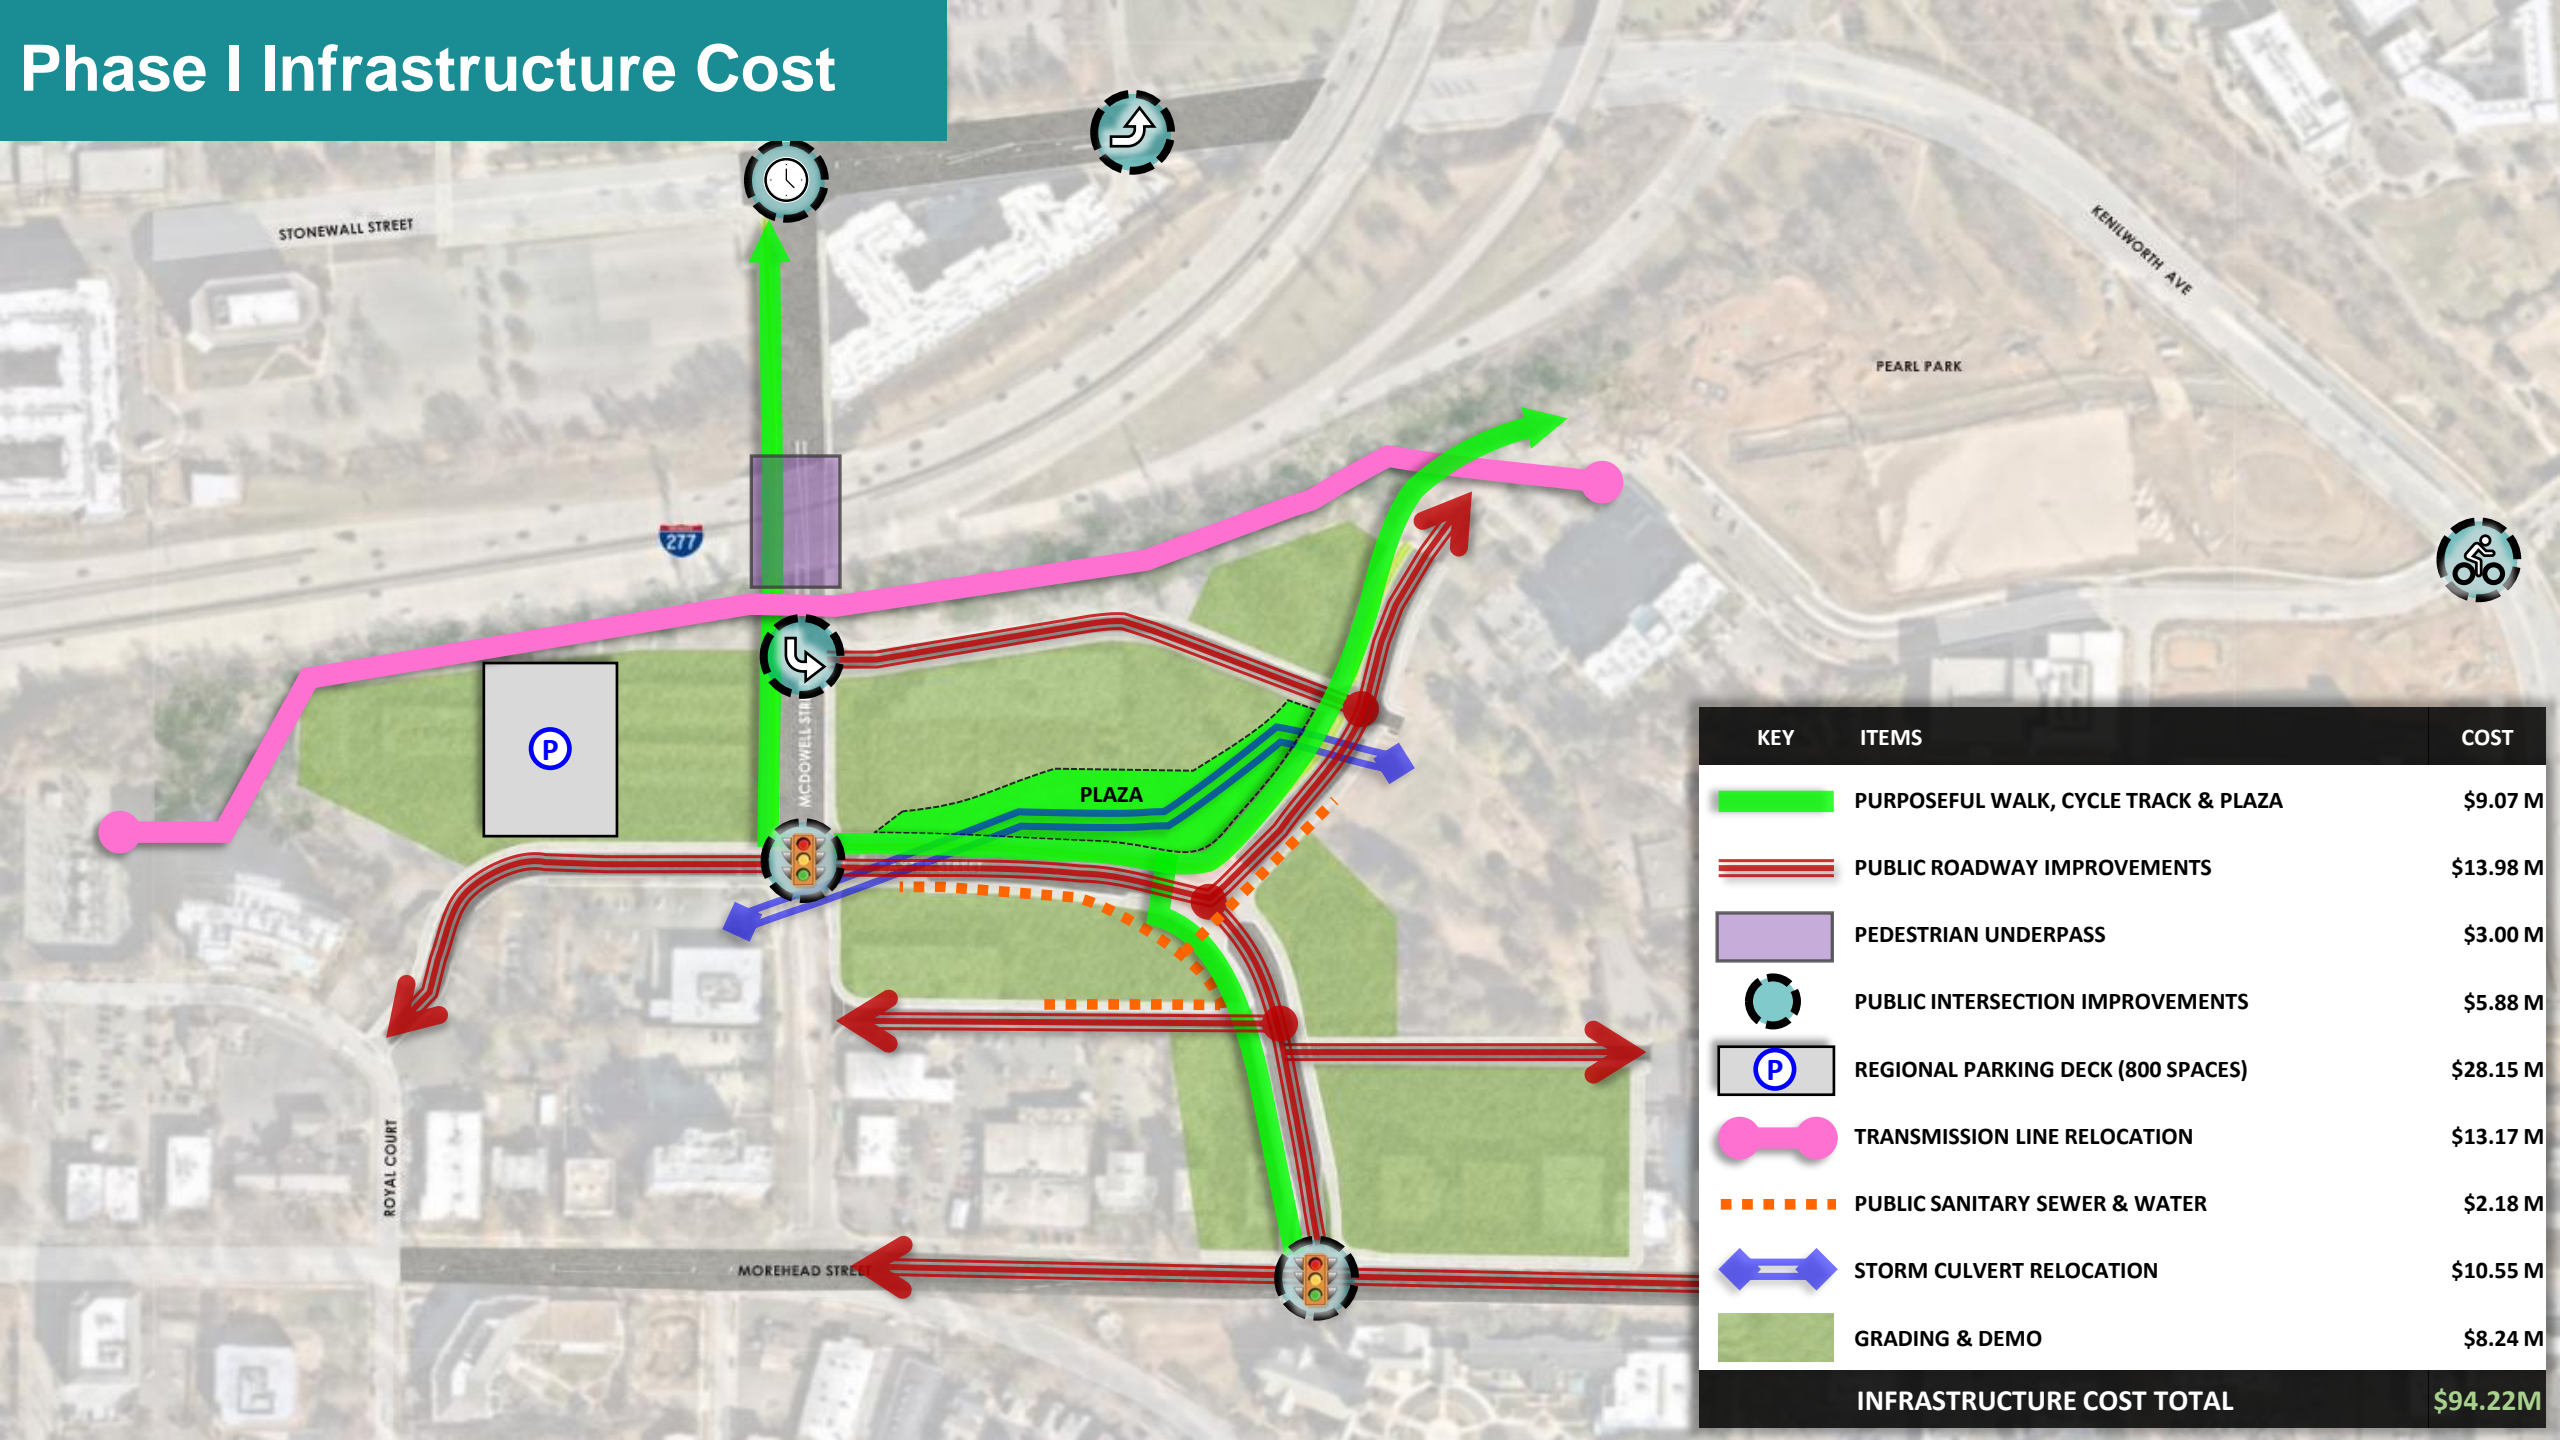 Phase I Infrastructure Cost
STONEWALL STREET
KENILWORTH AVE
PEARL PARK
277
P
MCDOWELL STR
PLAZA
ROYAL COURT
MOREHEAD STREET
KEY ITEMS COST
PURPOSEFUL WALK, CYCLE TRACK & PLAZA $9.07 M
PUBLIC ROADWAY IMPROVEMENTS $13.98 M
PEDESTRIAN UNDERPASS $3.00 M
PUBLIC INTERSECTION IMPROVEMENTS $5.88 M
P REGIONAL PARKING DECK (800 SPACES) $28.15 M
TRANSMISSION LINE RELOCATION $13.17 M
PUBLIC SANITARY SEWER & WATER $2.18 M
STORM CULVERT RELOCATION $10.55 M
GRADING & DEMO $8.24 M
INFRASTRUCTURE COST TOTAL $94.22M